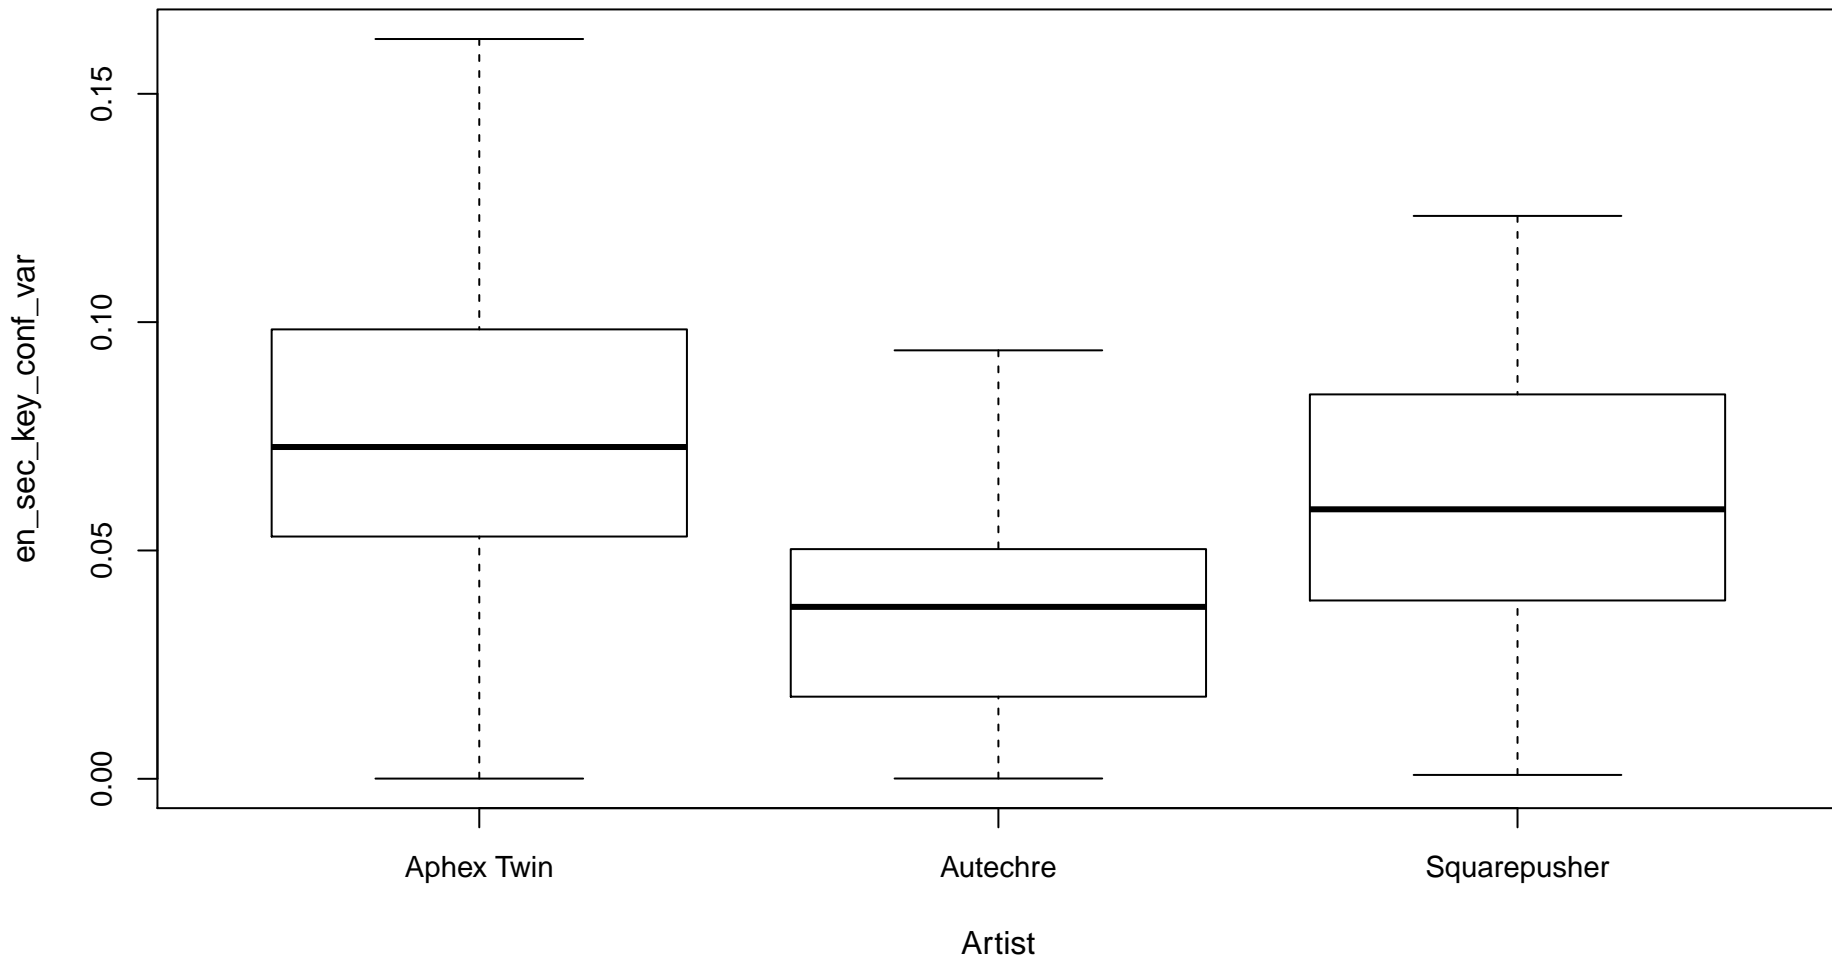 en_sec_key_conf_var
0.15
0.10
0.05
0.00
Aphex Twin
Autechre
Squarepusher
Artist